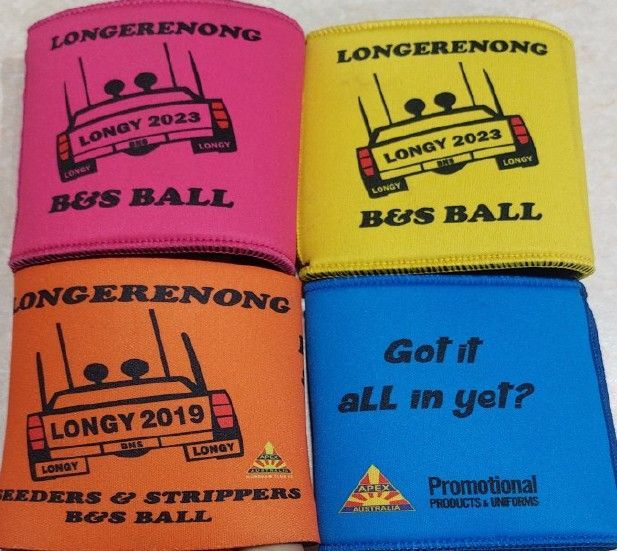 LONGERENONG
LONGY 2023
BNS
LONGY
LONGY
B&S BALL
LONGERENONG
LONGY 2023
BNS
LONGY
LONGY
B&S BALL
LONGERENONG
LONGY 2019
BNS
LONGY
LONGY
APEX
AUSTRALIA
SEEDERS & STRIPPERS
B&S BALL
Got it
aLL in yet?
APEX
AUSTRALIA
Promotional
PRODUCTS & UNIFORMS